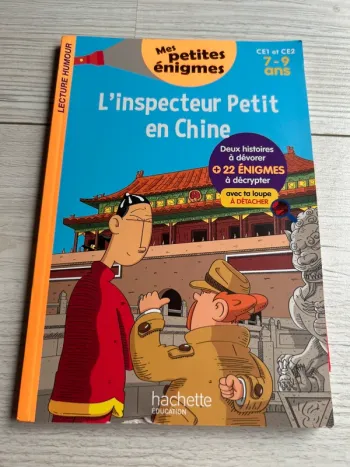 LECTURE HUMOUR
Mes
petites
énigmes
CE1 et CE2
7-9
ans
L'inspecteur Petit
en Chine
Deux histoires
à dévorer
+ 22 ÉNIGMES
à décrypter
avec ta loupe
À DÉTACHER
hachette
ÉDUCATION